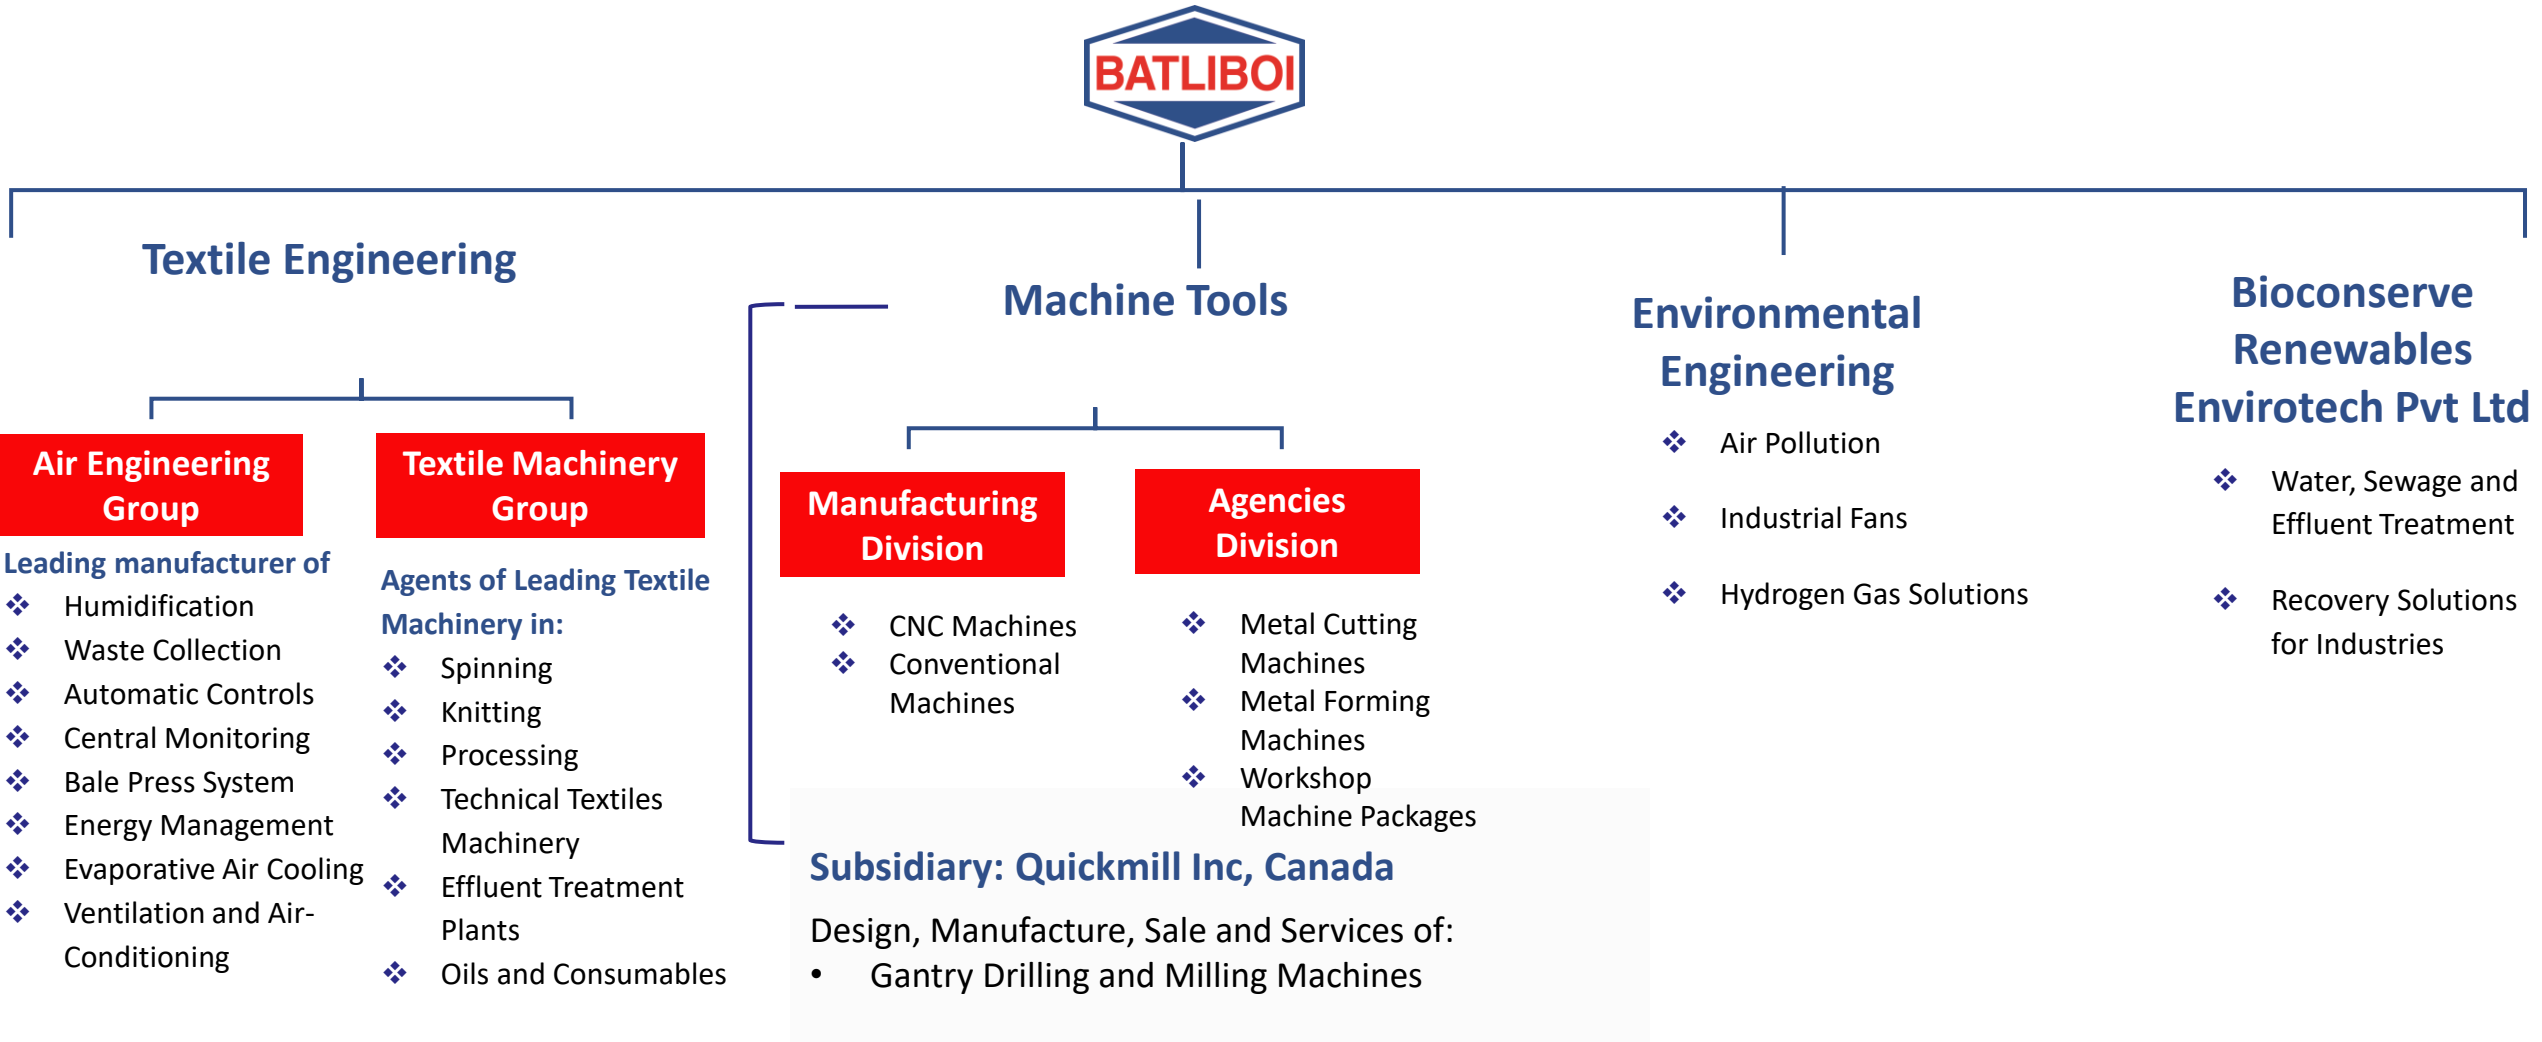 BATLIBOI
Textile Engineering
Air Engineering
Group
Leading manufacturer of
Humidification
Waste Collection
Automatic Controls
Central Monitoring
Bale Press System
Energy Management
Evaporative Air Cooling
Ventilation and Air-
Conditioning
Textile Machinery
Group
Agents of Leading Textile
Machinery in:
Spinning
Knitting
Processing
Technical Textiles
Machinery
Effluent Treatment
Plants
Oils and Consumables
Machine Tools
Manufacturing
Division
CNC Machines
Conventional
Machines
Agencies
Division
Metal Cutting
Machines
Metal Forming
Machines
Workshop
Machine Packages
Subsidiary: Quickmill Inc, Canada
Design, Manufacture, Sale and Services of:
• Gantry Drilling and Milling Machines
Environmental
Engineering
Air Pollution
Industrial Fans
Hydrogen Gas Solutions
Bioconserve
Renewables
Envirotech Pvt Ltd
Water, Sewage and
Effluent Treatment
Recovery Solutions
for Industries